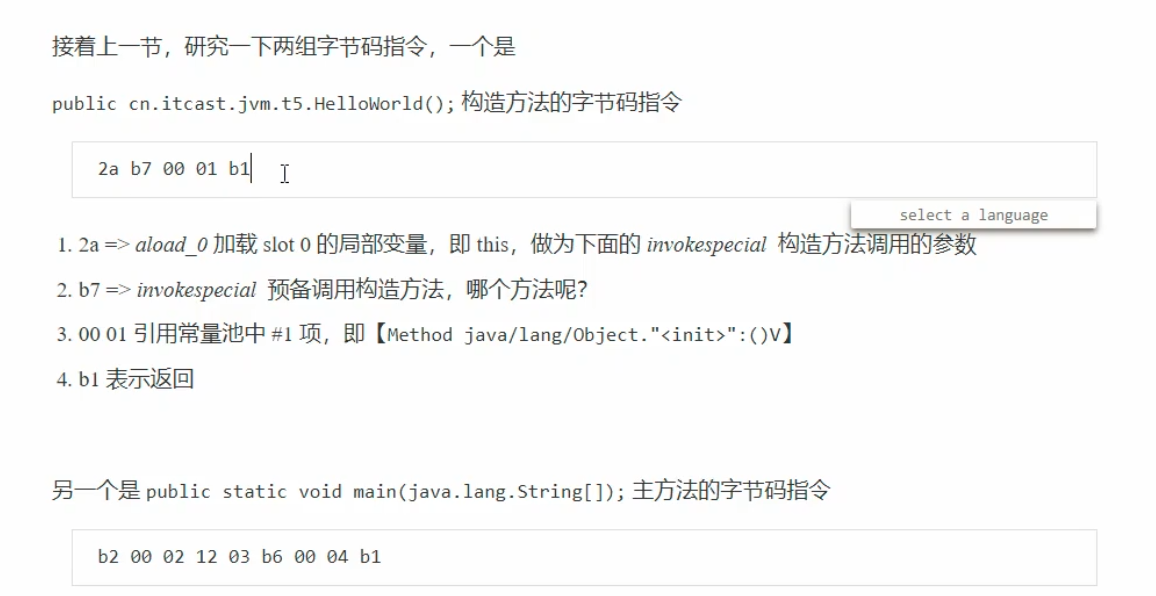 接着上一节，研究一下两组字节码指令，一个是
public cn.itcast.jvm.t5.HelloWorld(); 构造方法的字节码指令
2a b7 00 01 b1
select a language
1. 2a => aload_0 加载 slot 0 的局部变量，即 this，做为下面的 invokespecial 构造方法调用的参数
2. b7 => invokespecial 预备调用构造方法，哪个方法呢？
3. 00 01 引用常量池中 #1 项，即【Method java/lang/Object."<init>":()V】
4. b1 表示返回
另一个是 public static void main(java.lang.String[]); 主方法的字节码指令
b2 00 02 12 03 b6 00 04 b1